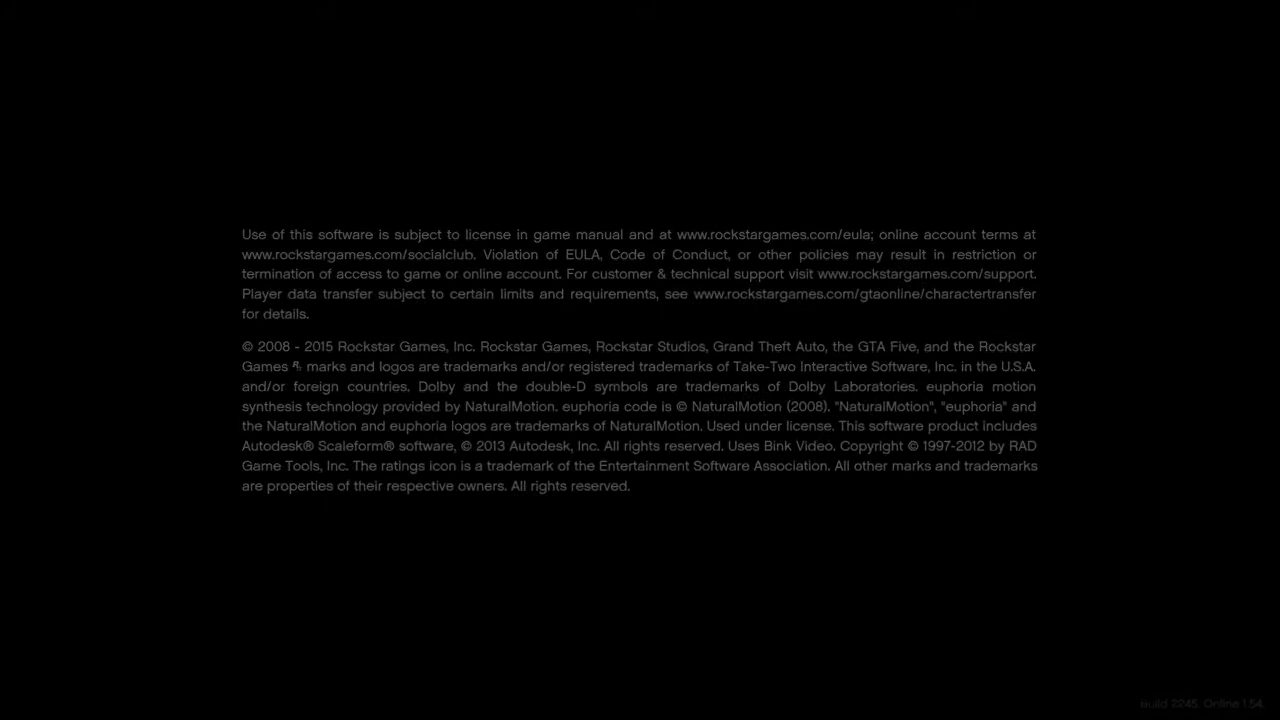 Use of this software is subject to license in game manual and at www.rockstargames.com/eula; online account terms at
www.rockstargames.com/socialclub. Violation of EULA, Code of Conduct, or other policies may result in restriction or
termination of access to game or online account. For customer & technical support visit www.rockstargames.com/support.
Player data transfer subject to certain limits and requirements, see www.rockstargames.com/gtaonline/charactertransfer
for details.
© 2008 - 2015 Rockstar Games, Inc. Rockstar Games, Rockstar Studios, Grand Theft Auto, the GTA Five, and the Rockstar
Games R* marks and logos are trademarks and/or registered trademarks of Take-Two Interactive Software, Inc. in the U.S.A.
and/or foreign countries. Dolby and the double-D symbols are trademarks of Dolby Laboratories. euphoria motion
synthesis technology provided by NaturalMotion. euphoria code is © NaturalMotion (2008). "NaturalMotion", "euphoria" and
the NaturalMotion and euphoria logos are trademarks of NaturalMotion. Used under license. This software product includes
Autodesk® Scaleform® software, © 2013 Autodesk, Inc. All rights reserved. Uses Bink Video. Copyright © 1997-2012 by RAD
Game Tools, Inc. The ratings icon is a trademark of the Entertainment Software Association. All other marks and trademarks
are properties of their respective owners. All rights reserved.
Build 2245, Online 1.54